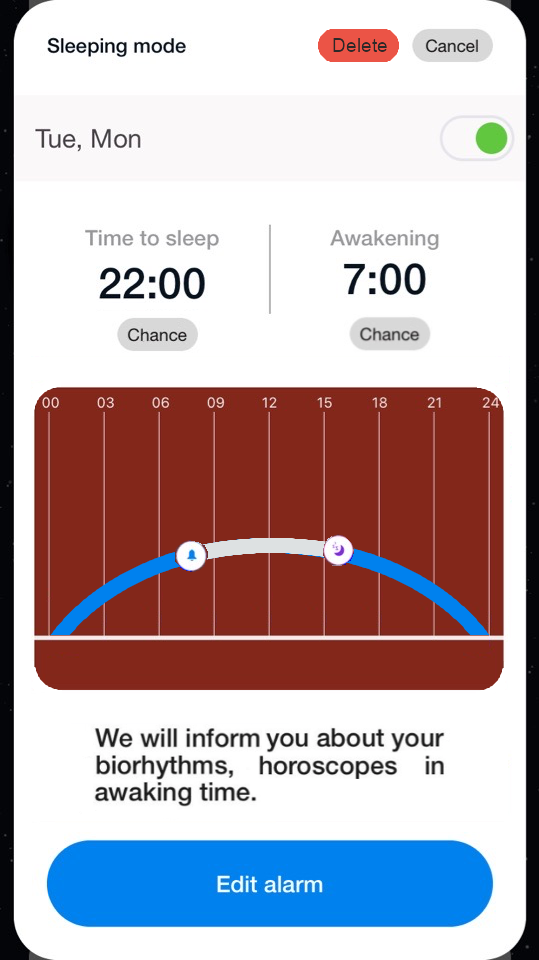 Sleeping mode Delete Cancel
Tue, Mon
Time to sleep Awakening
22:00 7:00
Chance Chance
00 03 06 09 12 15 18 21 24
We will inform you about your
biorhythms, horoscopes in
awaking time.
Edit alarm